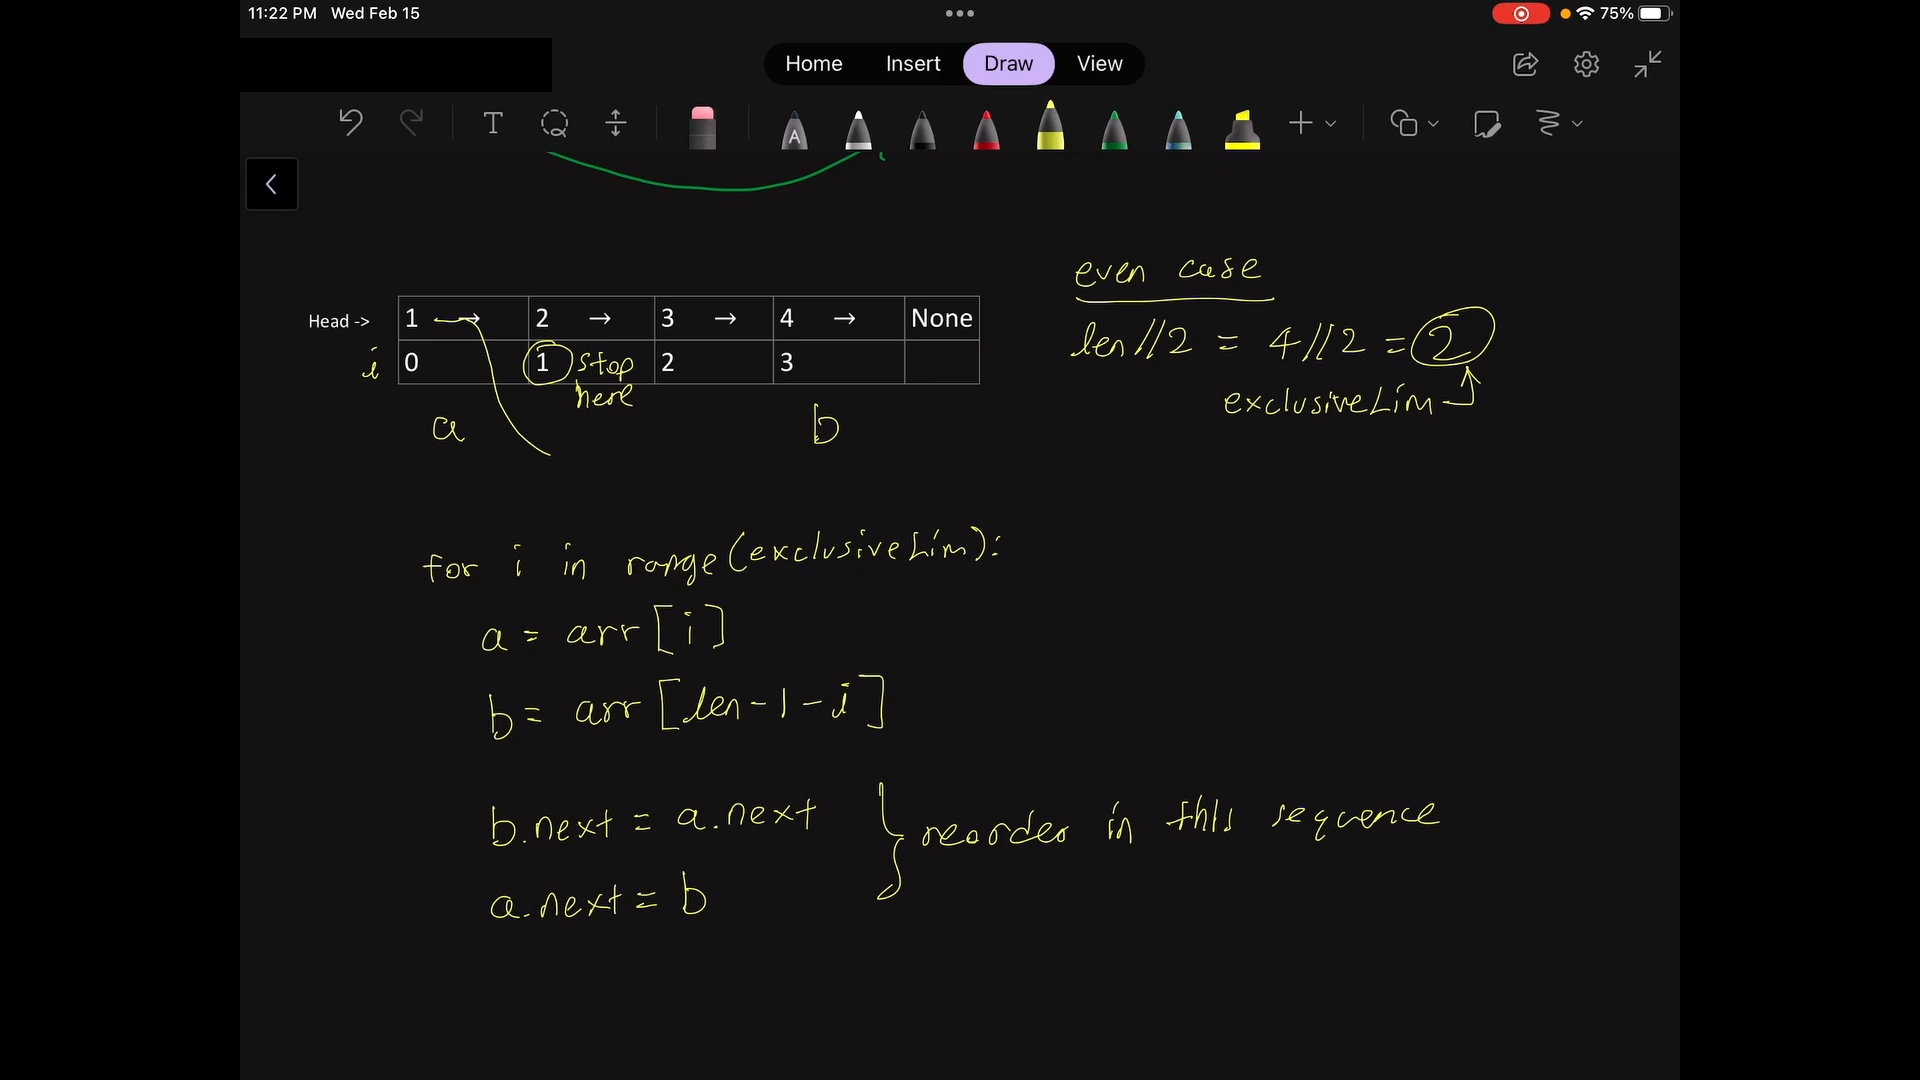 11:22 PM Wed Feb 15
75%
Home Insert Draw View
T
A
even case
len//2 = 4//2 = 2
exclusiveLim
Head -> 1 → 2 → 3 → 4 → None
i 0 1 stop here 2 3
a b
for i in range(exclusiveLim):
a = arr[i]
b = arr[len-1-i]
b.next = a.next
a.next = b
} reorder in this sequence